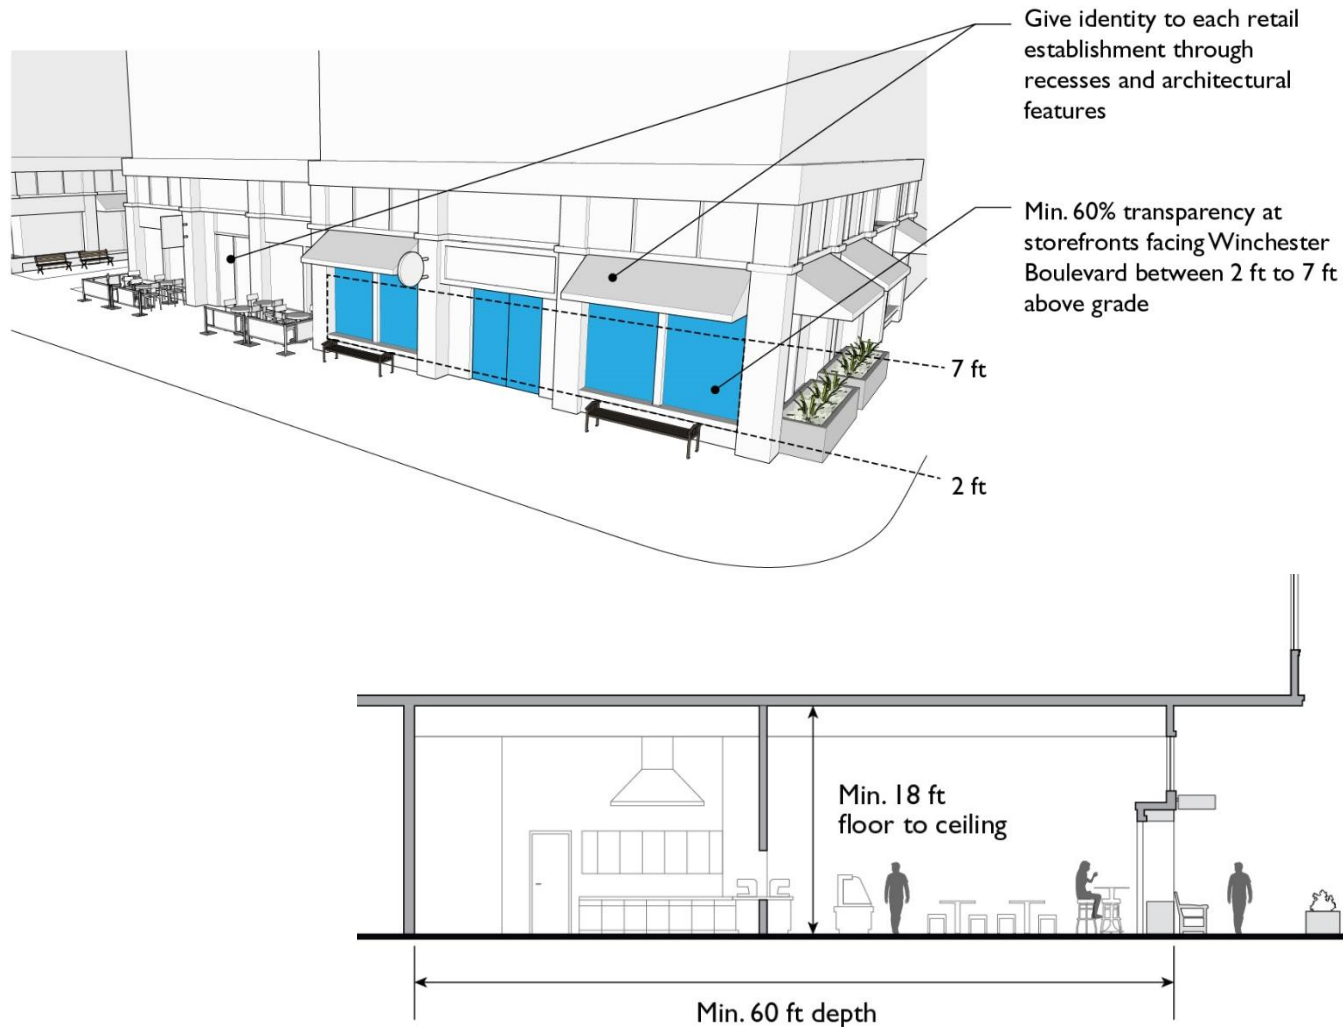 Give identity to each retail
establishment through
recesses and architectural
features
Min. 60% transparency at
storefronts facing Winchester
Boulevard between 2 ft to 7 ft
above grade
7 ft
2 ft
Min. 18 ft
floor to ceiling
Min. 60 ft depth